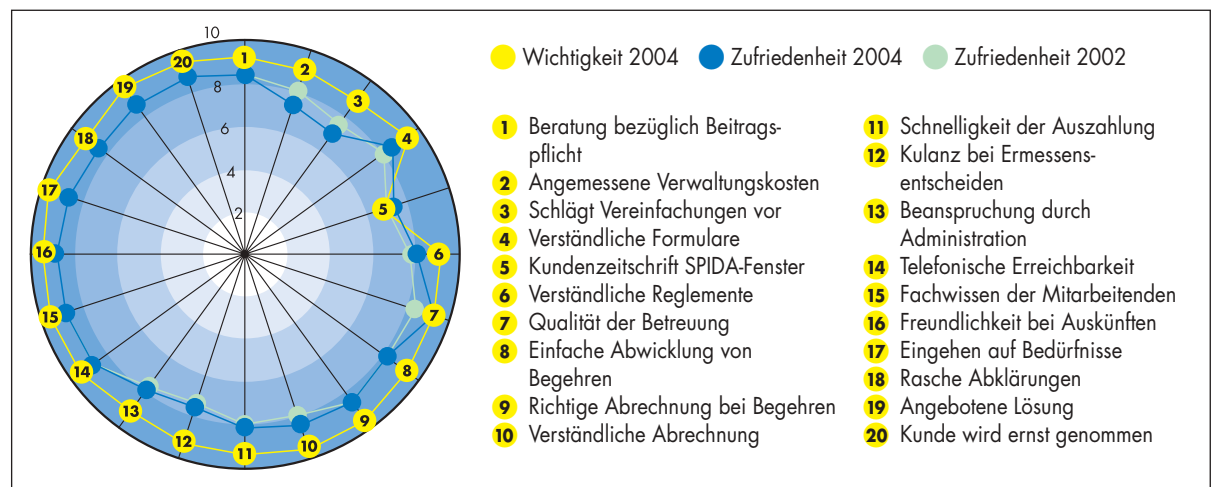 10
8
6
4
2
1
2
3
4
5
6
7
8
9
10
11
12
13
14
15
16
17
18
19
20
Wichtigkeit 2004 Zufriedenheit 2004 Zufriedenheit 2002
1 Beratung bezüglich Beitrags-
pflicht
2 Angemessene Verwaltungskosten
3 Schlägt Vereinfachungen vor
4 Verständliche Formulare
5 Kundenzeitschrift SPIDA-Fenster
6 Verständliche Reglemente
7 Qualität der Betreuung
8 Einfache Abwicklung von
Begehren
9 Richtige Abrechnung bei Begehren
10 Verständliche Abrechnung
11 Schnelligkeit der Auszahlung
12 Kulanz bei Ermessens-
entscheiden
13 Beanspruchung durch
Administration
14 Telefonische Erreichbarkeit
15 Fachwissen der Mitarbeitenden
16 Freundlichkeit bei Auskünften
17 Eingehen auf Bedürfnisse
18 Rasche Abklärungen
19 Angebotene Lösung
20 Kunde wird ernst genommen